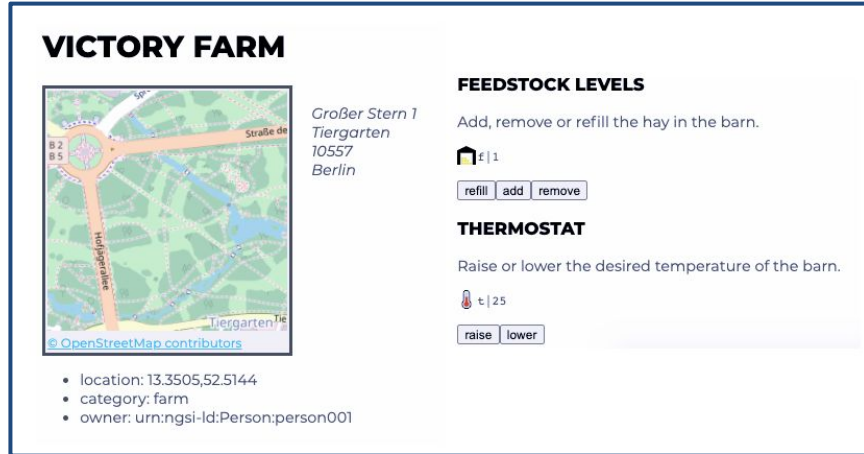 VICTORY FARM
Spr
B 2
B 5
Straße de
Hofjägerallee
Tiergarten
Tie
© OpenStreetMap contributors
Großer Stern 1
Tiergarten
10557
Berlin
location: 13.3505,52.5144
category: farm
owner: urn:ngsi-ld:Person:person001
FEEDSTOCK LEVELS
Add, remove or refill the hay in the barn.
f|1
refill add remove
THERMOSTAT
Raise or lower the desired temperature of the barn.
t|25
raise lower